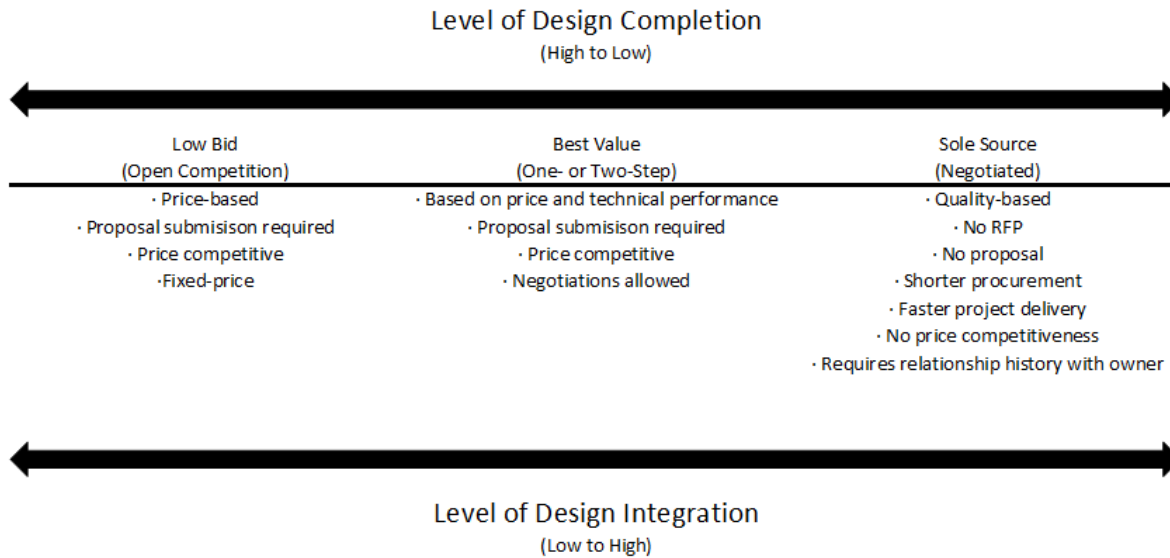 Level of Design Completion
(High to Low)
Low Bid
(Open Competition)
· Price-based
· Proposal submisison required
· Price competitive
·Fixed-price
Best Value
(One- or Two-Step)
· Based on price and technical performance
· Proposal submisison required
· Price competitive
· Negotiations allowed
Sole Source
(Negotiated)
· Quality-based
· No RFP
· No proposal
· Shorter procurement
· Faster project delivery
· No price competitiveness
· Requires relationship history with owner
Level of Design Integration
(Low to High)